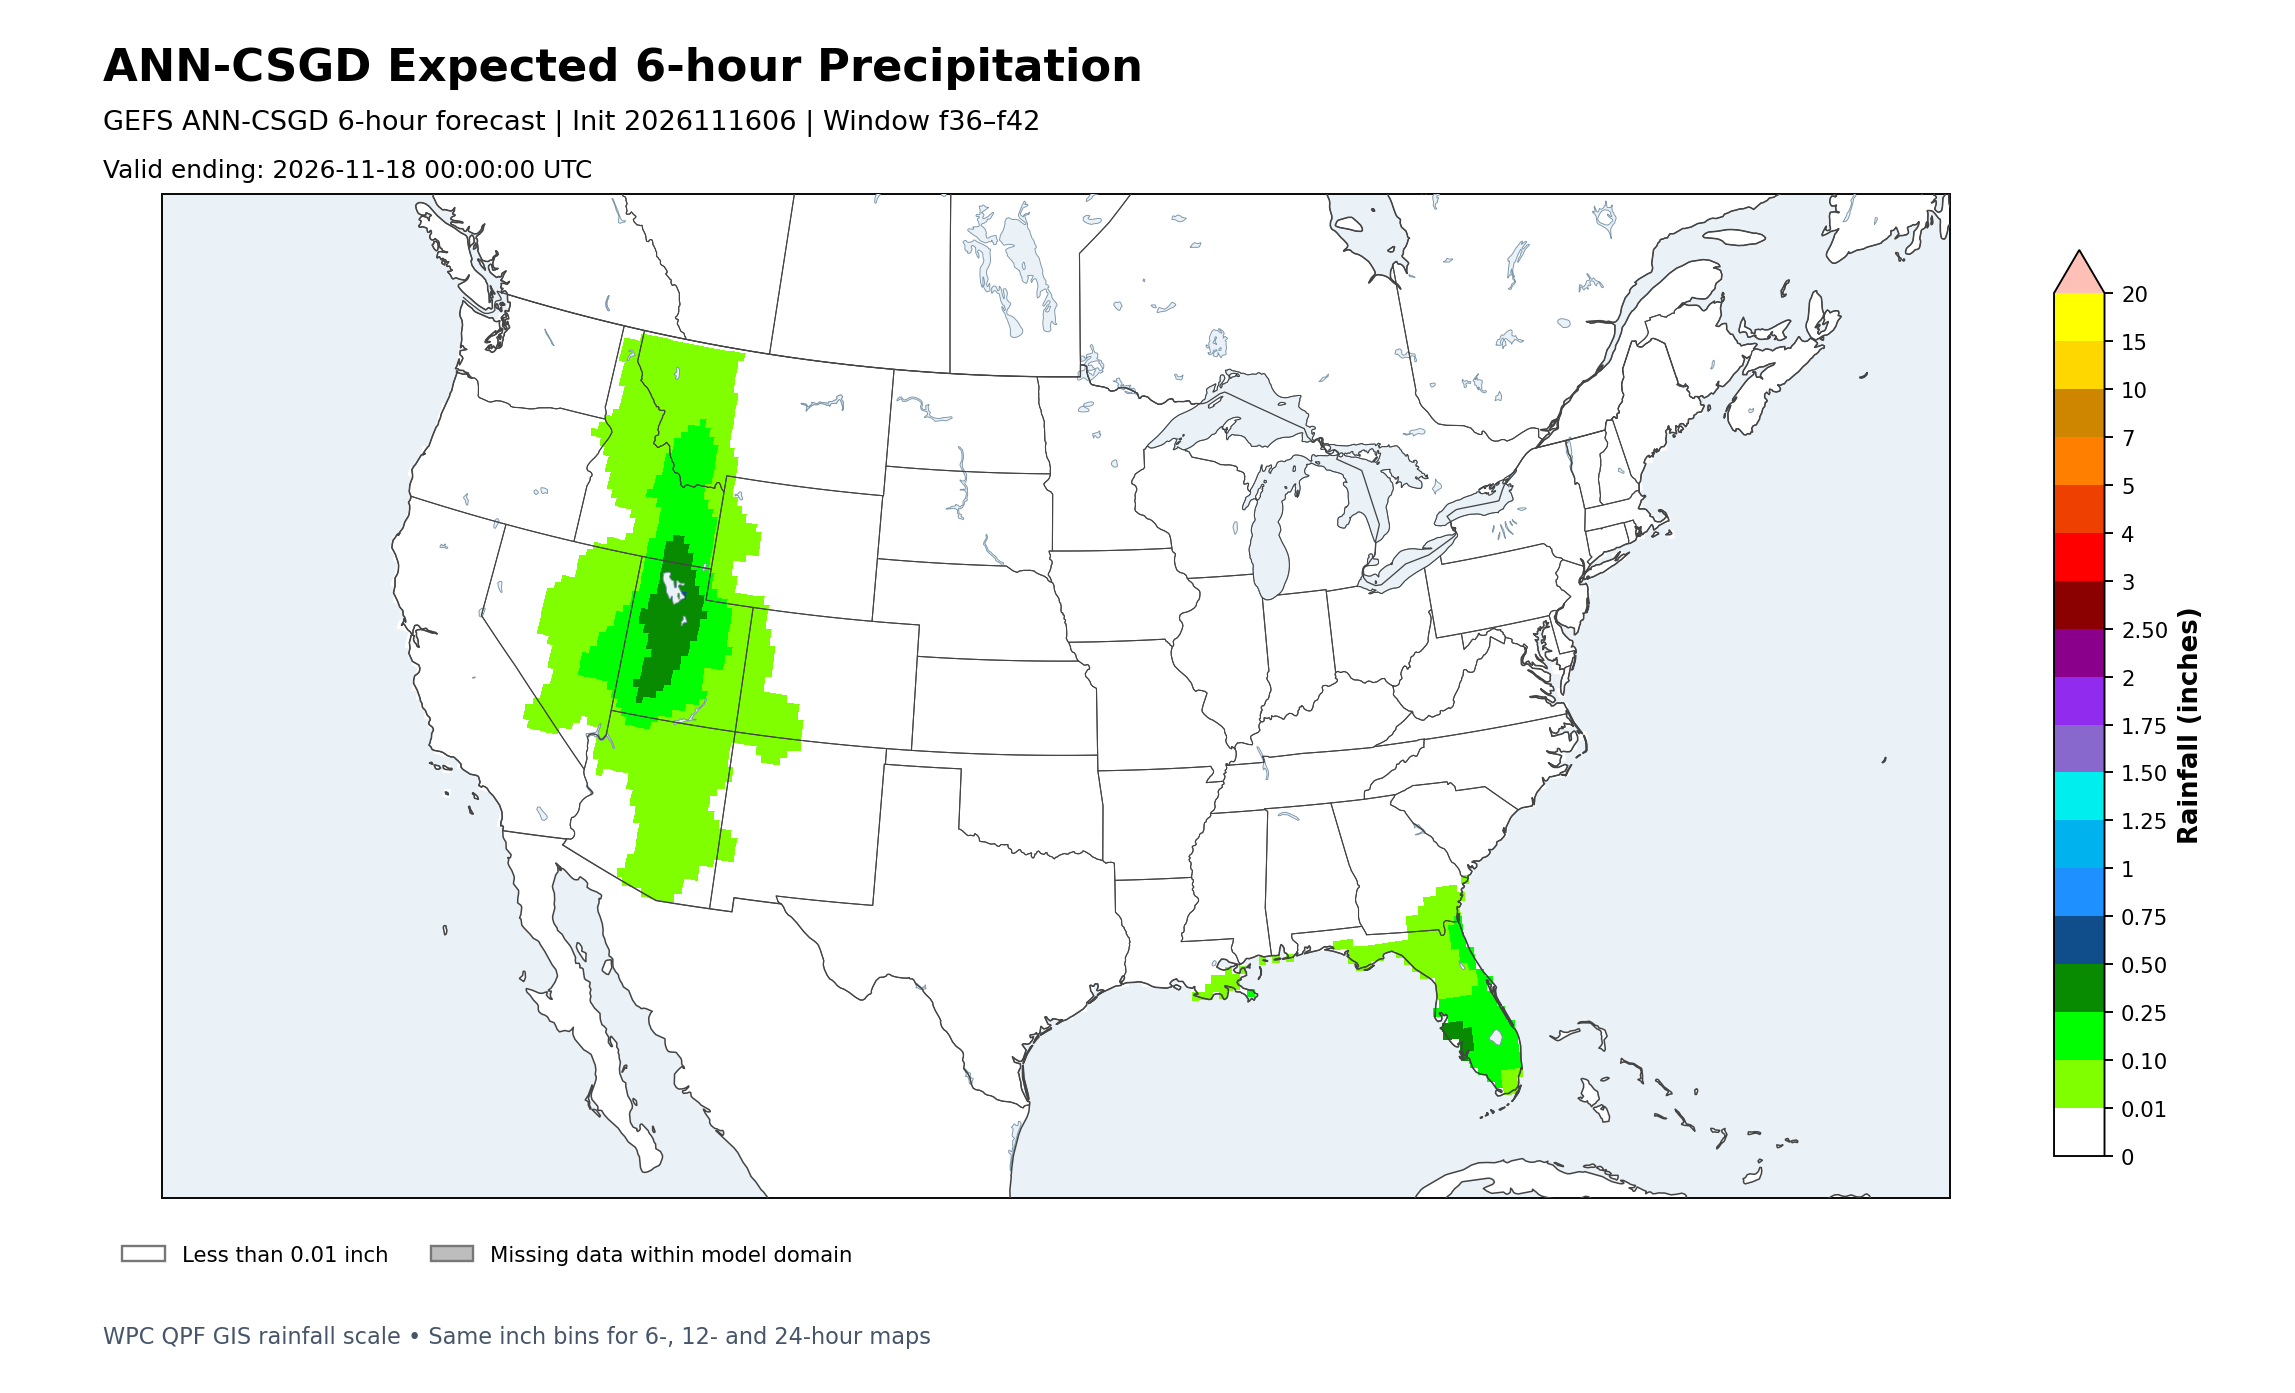 ANN-CSGD Expected 6-hour Precipitation
GEFS ANN-CSGD 6-hour forecast | Init 2026111606 | Window f36–f42
Valid ending: 2026-11-18 00:00:00 UTC
20
15
10
7
5
4
3
2.50
2
1.75
1.50
1.25
1
0.75
0.50
0.25
0.10
0.01
0
Rainfall (inches)
Less than 0.01 inch
Missing data within model domain
WPC QPF GIS rainfall scale • Same inch bins for 6-, 12- and 24-hour maps